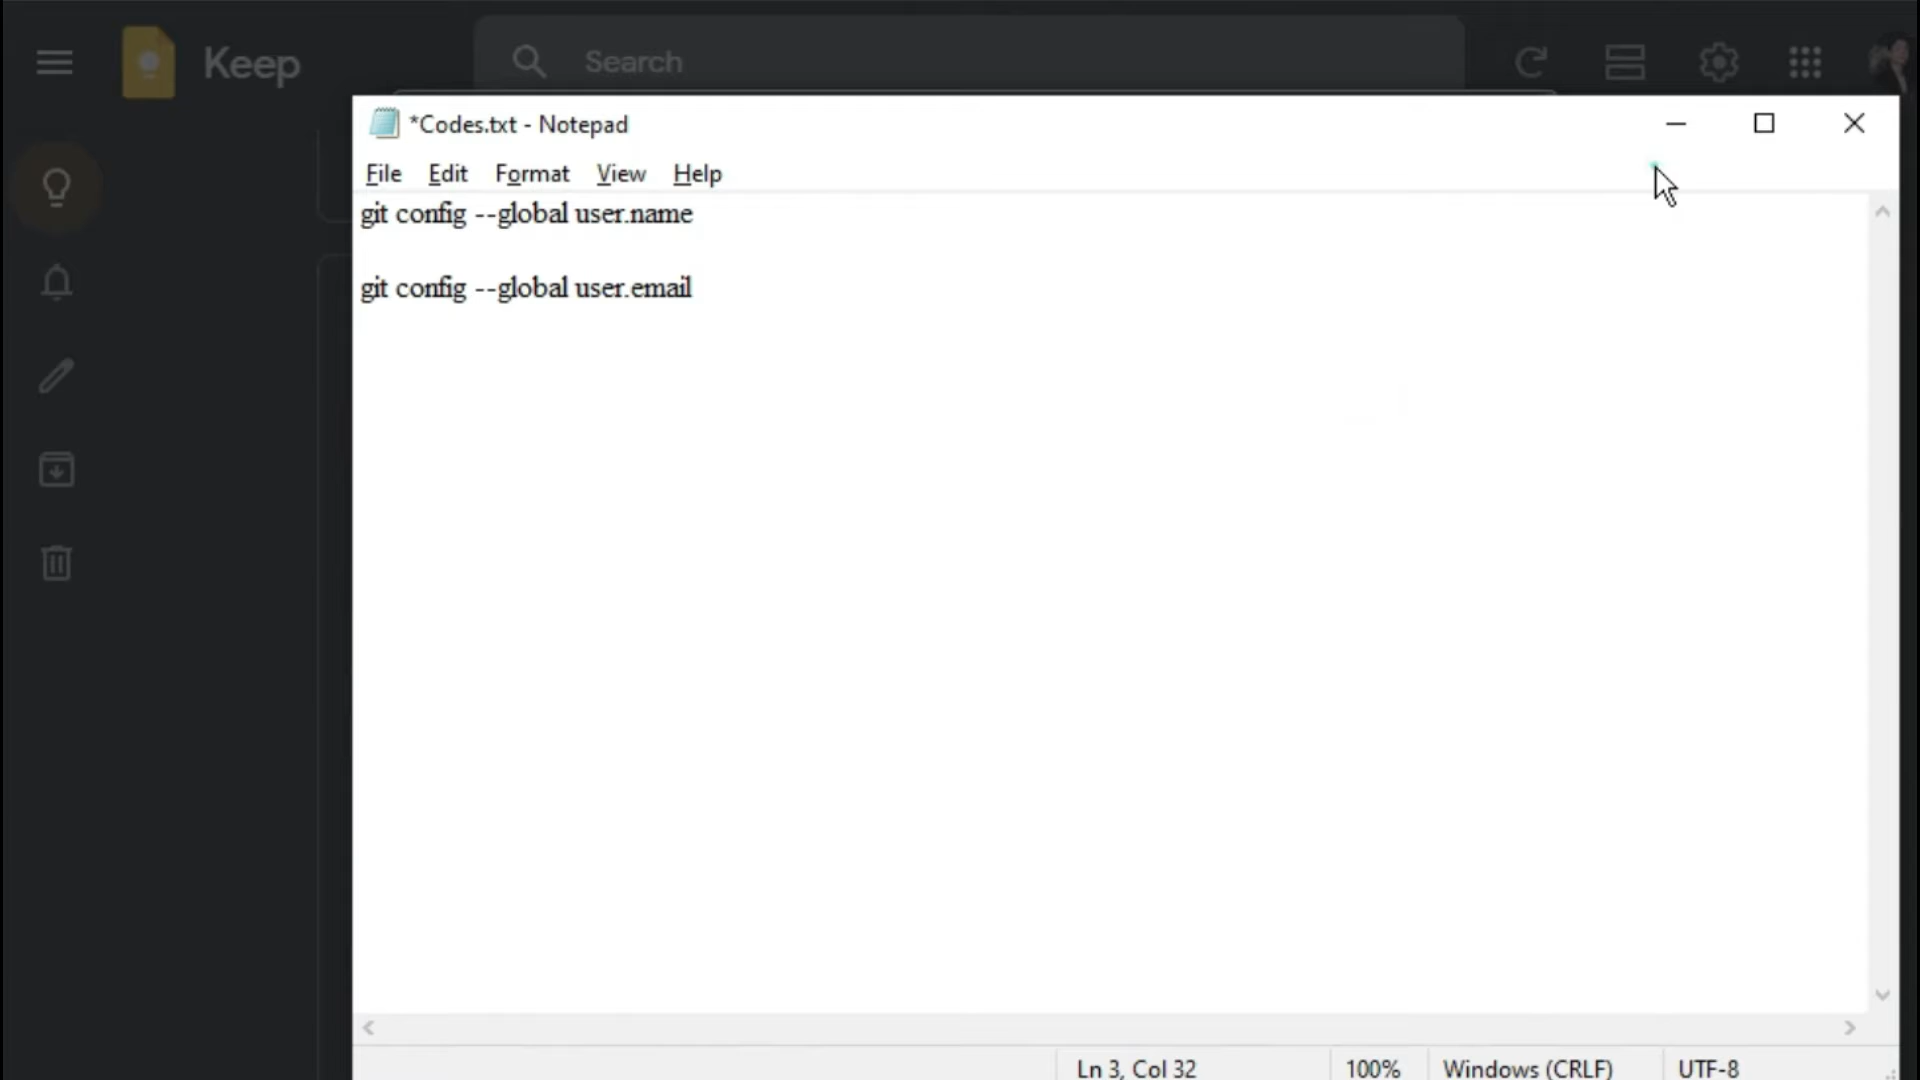 Keep
Search
*Codes.txt - Notepad
File Edit Format View Help
git config --global user.name
git config --global user.email
Ln 3, Col 32
100%
Windows (CRLF)
UTF-8